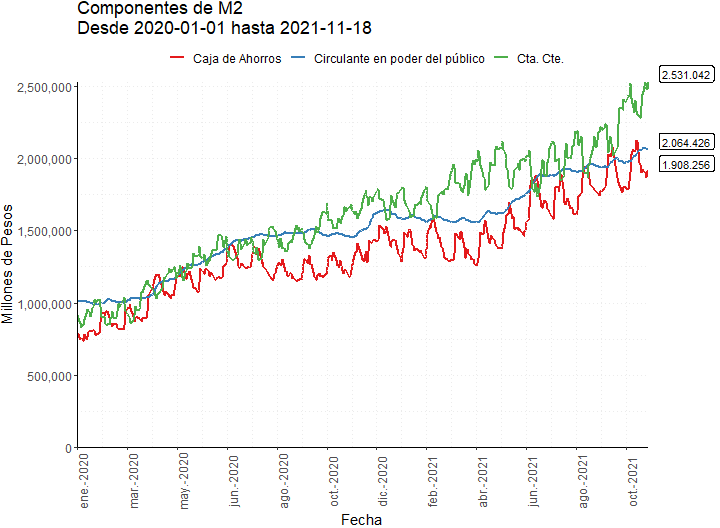 Componentes de M2
Desde 2020-01-01 hasta 2021-11-18
Caja de Ahorros Circulante en poder del público Cta. Cte.
2.531.042
2,500,000
2.064.426
2,000,000
1.908.256
1,500,000
1,000,000
500,000
0
Millones de Pesos
ene.-2020 mar.-2020 may.-2020 jun.-2020 ago.-2020 oct.-2020 dic.-2020 feb.-2021 abr.-2021 jun.-2021 ago.-2021 oct.-2021
Fecha